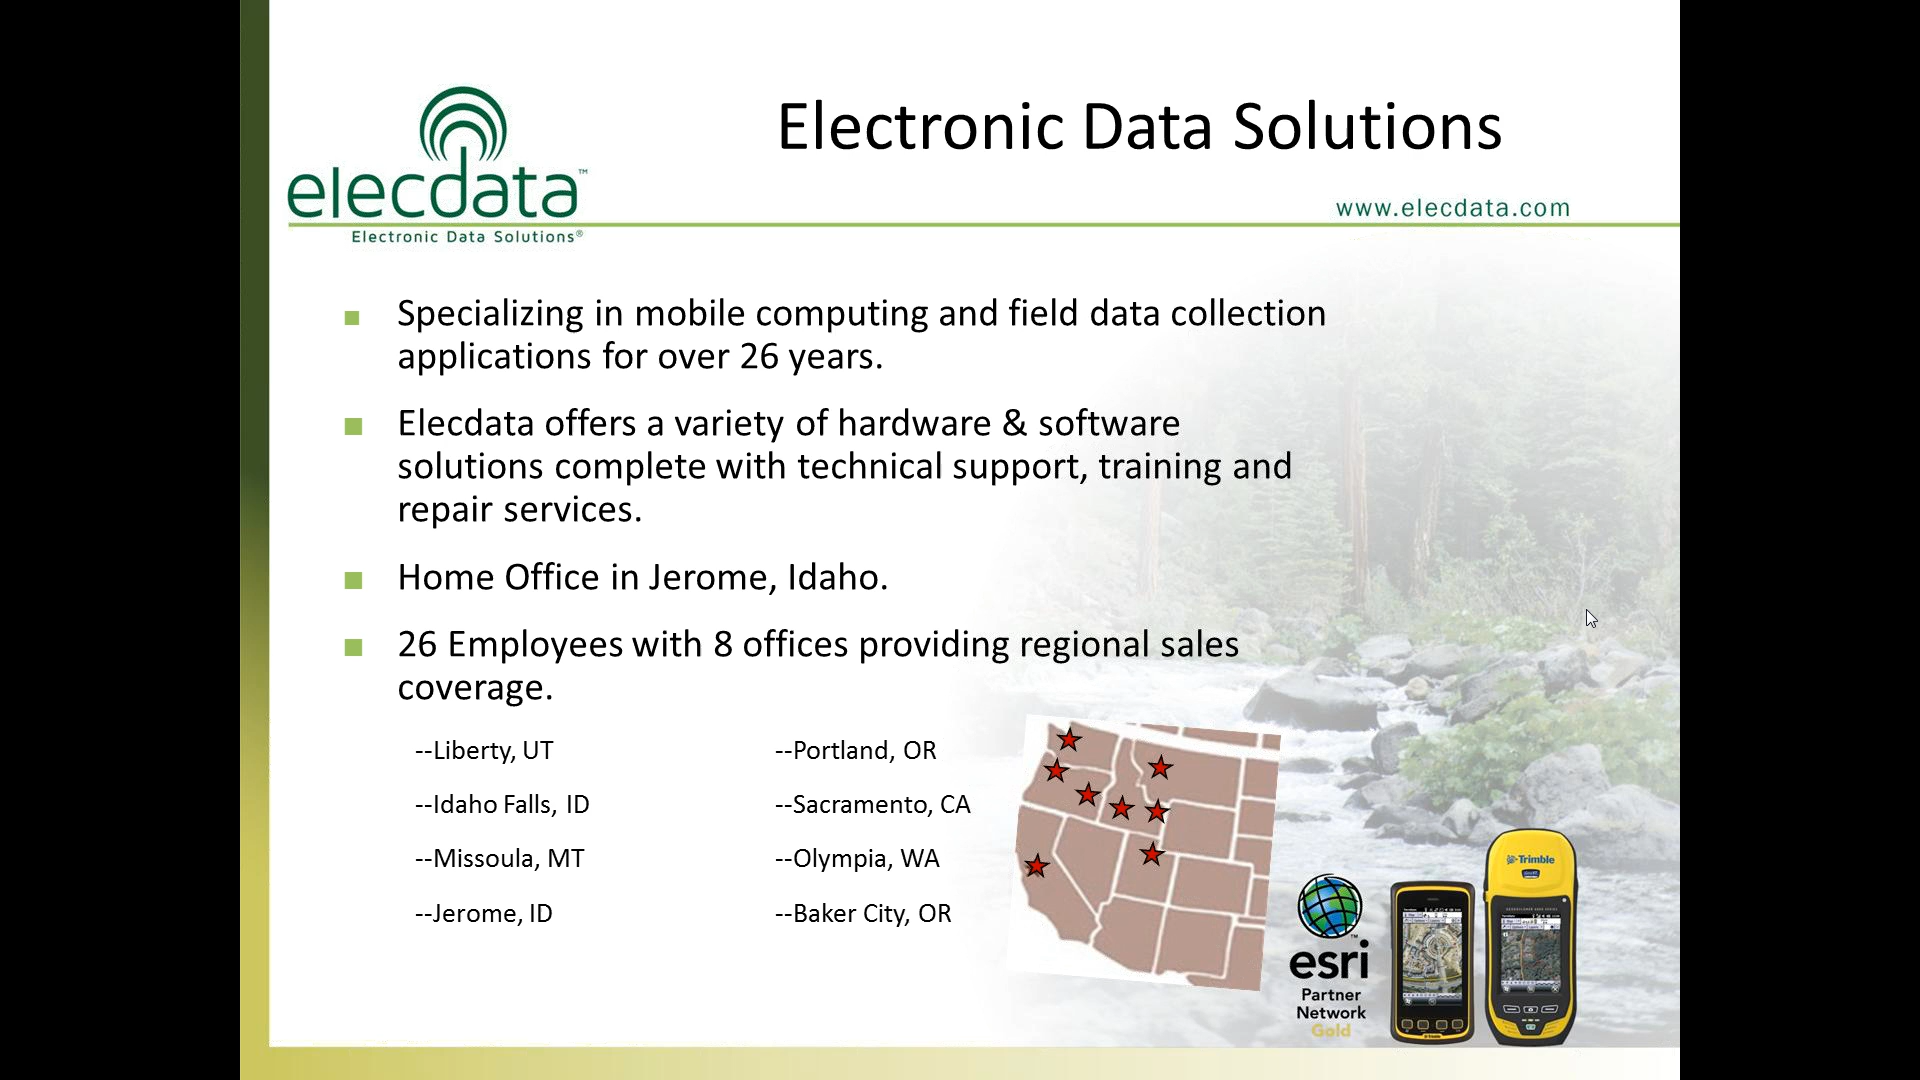 Electronic Data Solutions
elecdata™
www.elecdata.com
Electronic Data Solutions®
Specializing in mobile computing and field data collection
applications for over 26 years.
Elecdata offers a variety of hardware & software
solutions complete with technical support, training and
repair services.
Home Office in Jerome, Idaho.
26 Employees with 8 offices providing regional sales
coverage.
--Liberty, UT
--Portland, OR
--Idaho Falls, ID
--Sacramento, CA
--Missoula, MT
--Olympia, WA
--Jerome, ID
--Baker City, OR
Trimble
esri™
Partner
Network
Gold